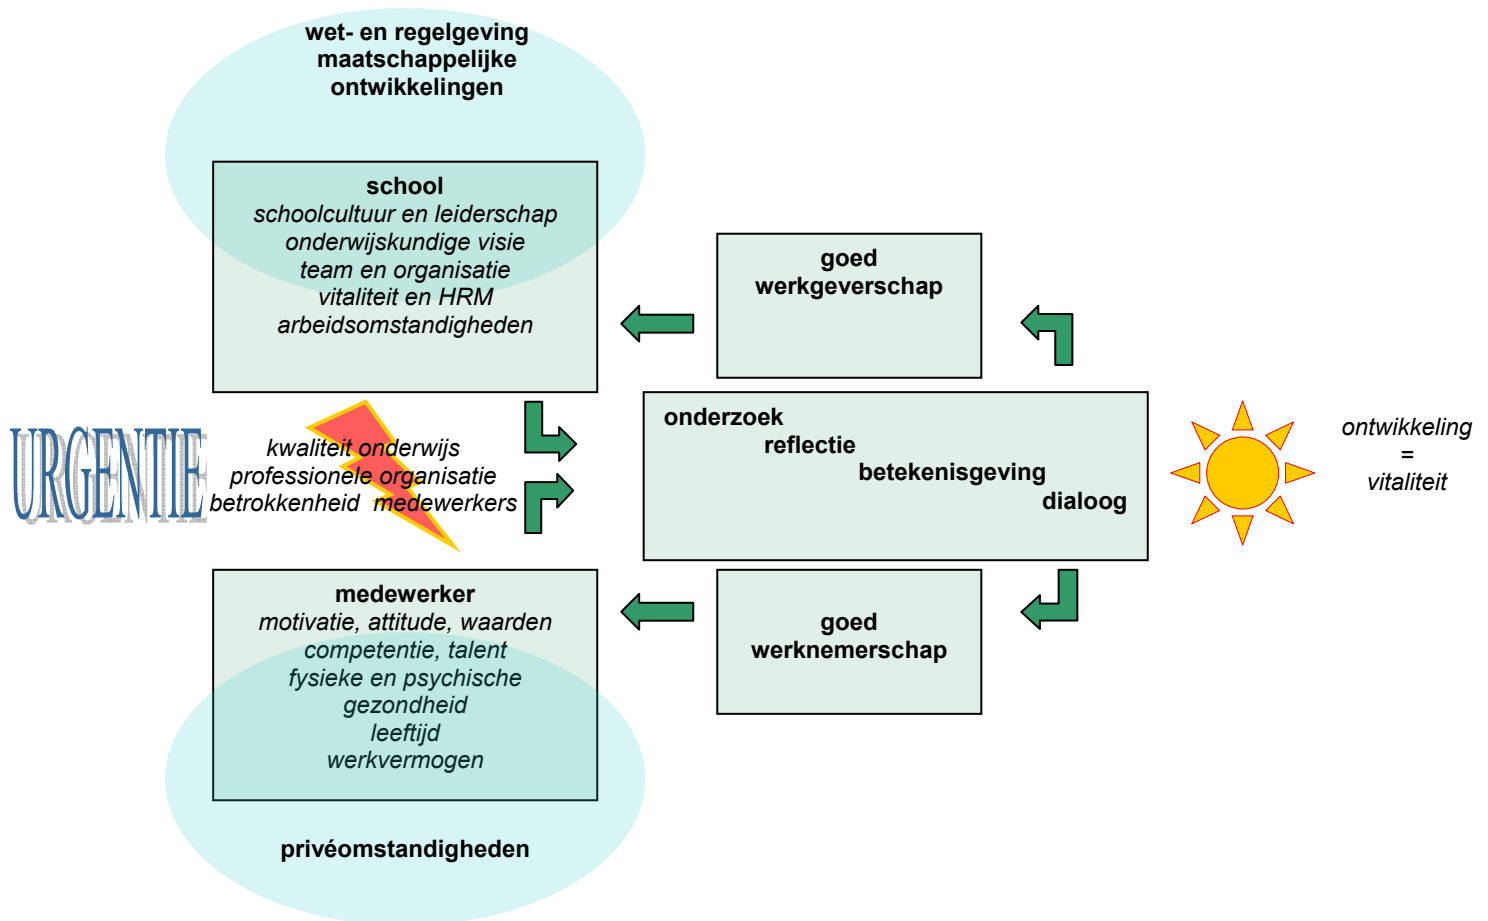 wet- en regelgeving
maatschappelijke
ontwikkelingen
school
schoolcultuur en leiderschap
onderwijskundige visie
team en organisatie
vitaliteit en HRM
arbeidsomstandigheden
goed
werkgeverschap
URGENTIE
kwaliteit onderwijs
professionele organisatie
betrokkenheid medewerkers
onderzoek
reflectie
betekenisgeving
dialoog
ontwikkeling
=
vitaliteit
medewerker
motivatie, attitude, waarden
competentie, talent
fysieke en psychische
gezondheid
leeftijd
werkvermogen
goed
werknemerschap
privéomstandigheden